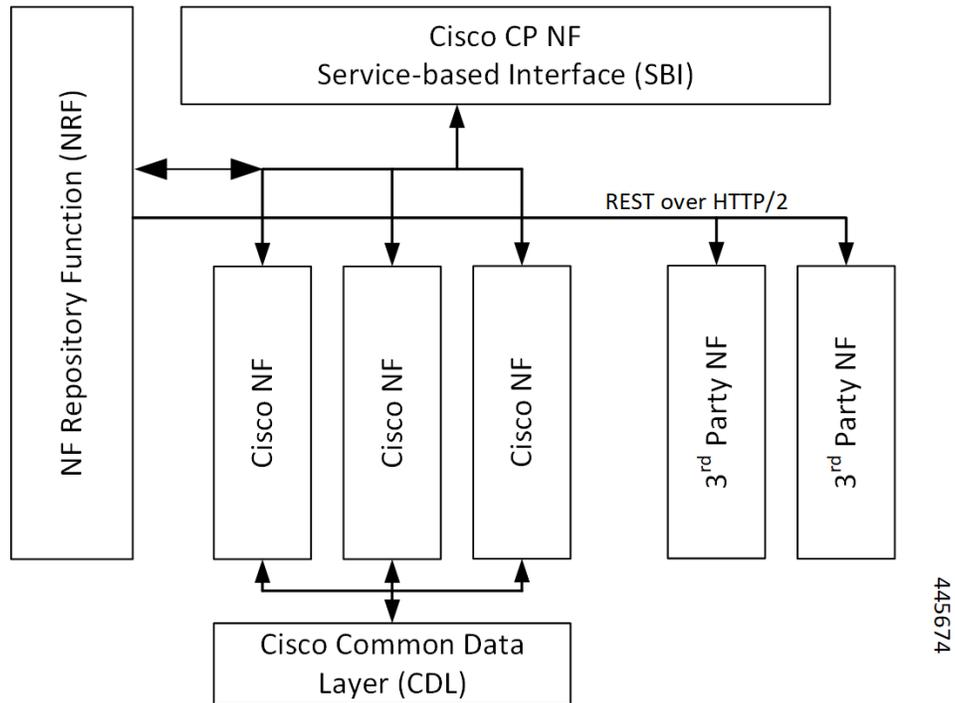 Cisco CP NF
Service-based Interface (SBI)
NF Repository Function (NRF)
REST over HTTP/2
Cisco NF
Cisco NF
Cisco NF
3rd Party NF
3rd Party NF
Cisco Common Data
Layer (CDL)
445674